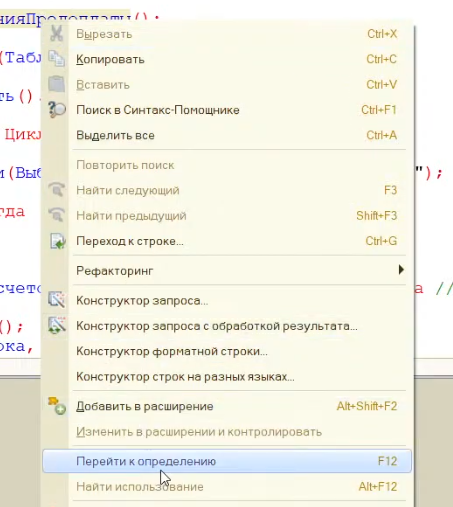 нияПредоплаты();
Вырезать Ctrl+X
(Табл
Копировать Ctrl+C
Вставить Ctrl+V
ть()
Поиск в Синтакс-Помощнике Ctrl+F1
Цикл
Выделить все Ctrl+A
Повторить поиск
и(Выб ");
Найти следующий F3
гда
Найти предыдущий Shift+F3
Переход к строке... Ctrl+G
Рефакторинг
счето а //
Конструктор запроса...
();
Конструктор запроса с обработкой результата...
ока,
Конструктор форматной строки...
Конструктор строк на разных языках...
Добавить в расширение Alt+Shift+F2
Изменить в расширении и контролировать
Перейти к определению F12
Найти использование Alt+F12